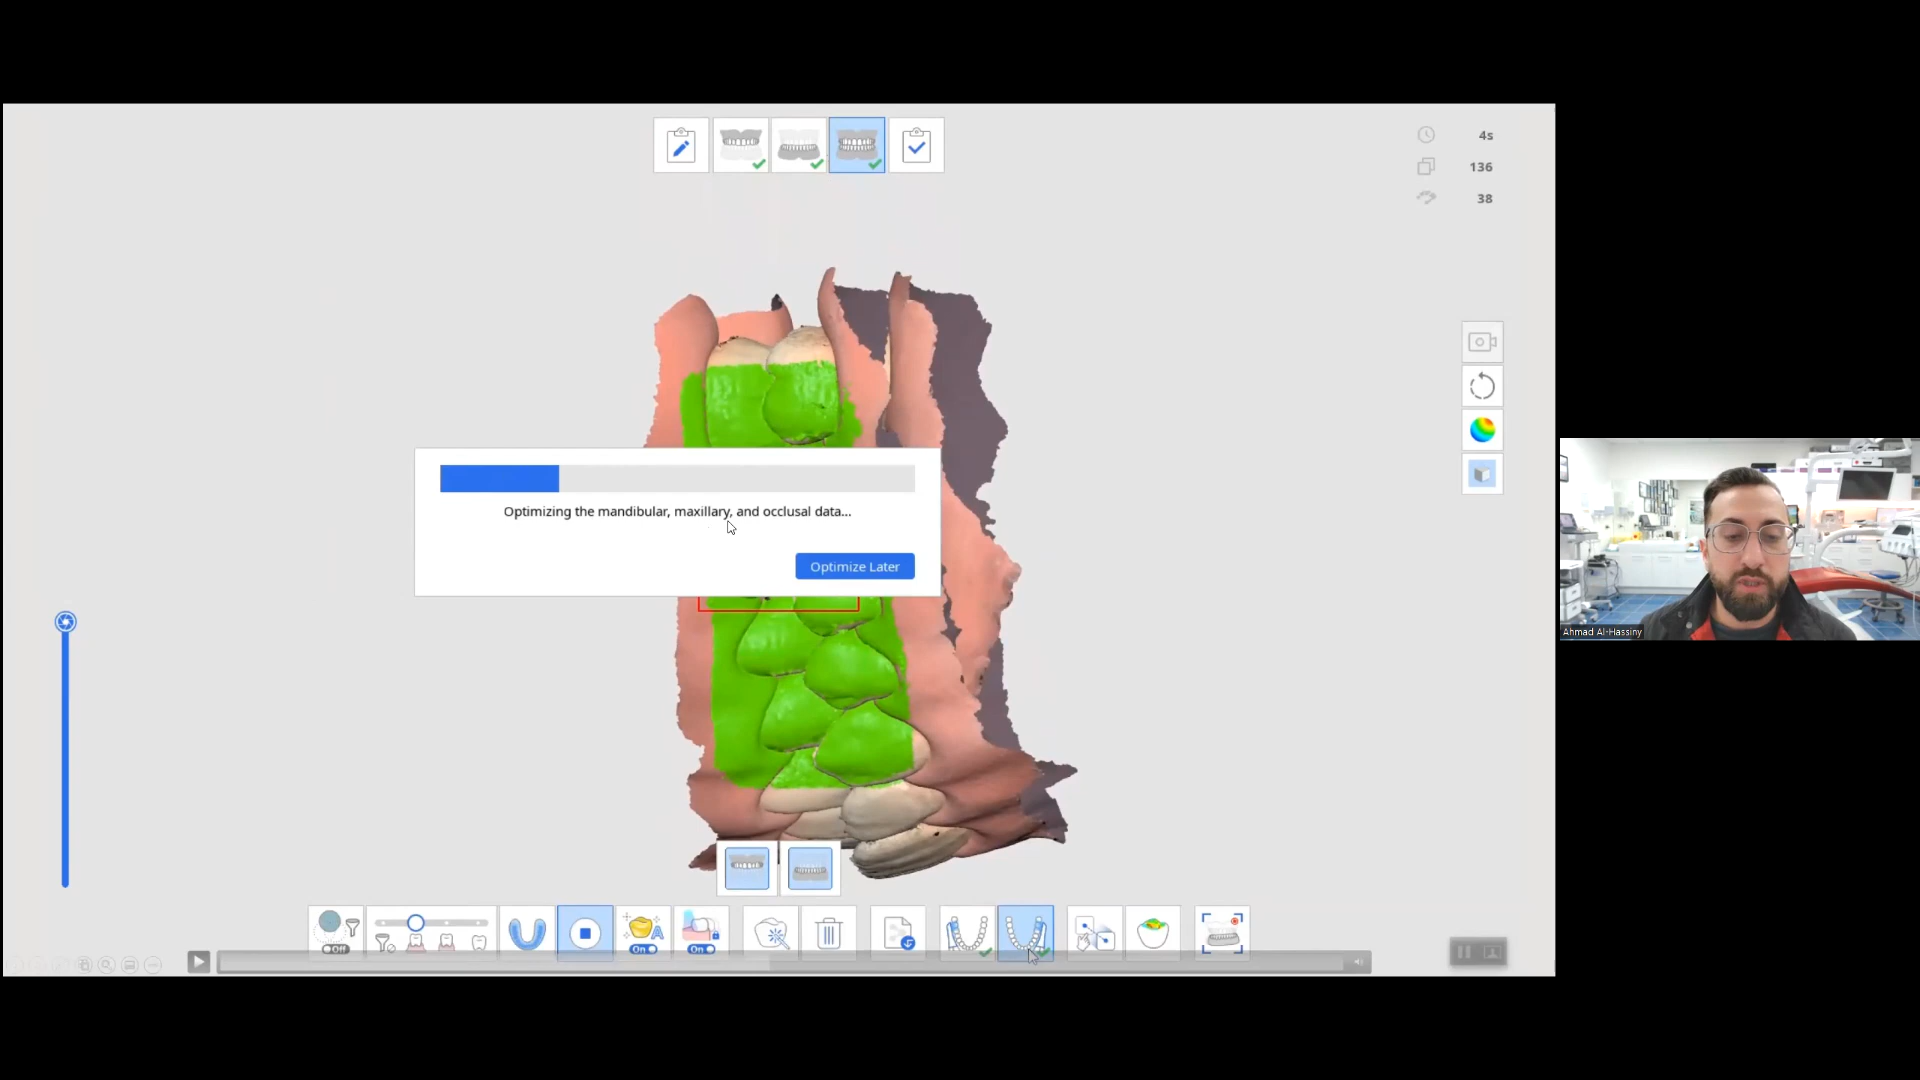 4s
136
38
Optimizing the mandibular, maxillary, and occlusal data...
Optimize Later
Ahmad Al-Hassiny
Off
On
On